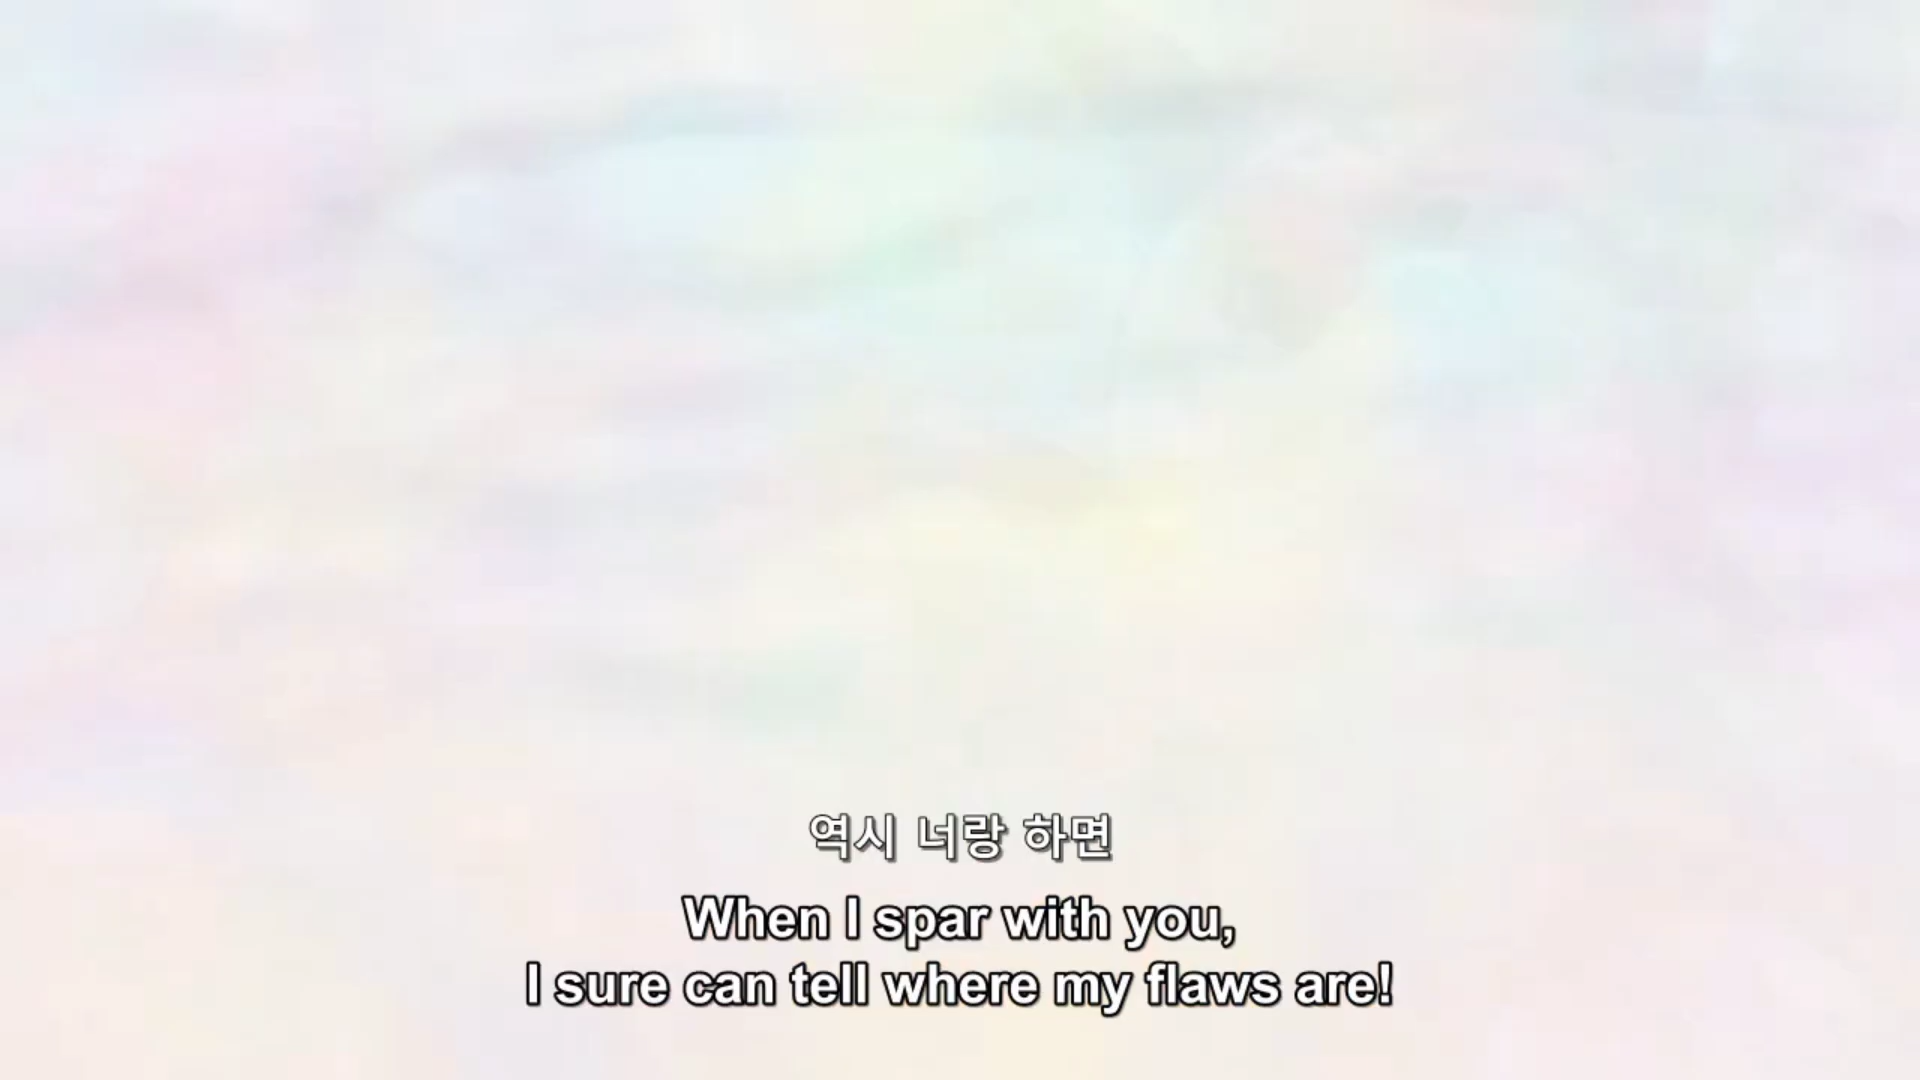 역시 너랑 하면
When I spar with you,
I sure can tell where my flaws are!